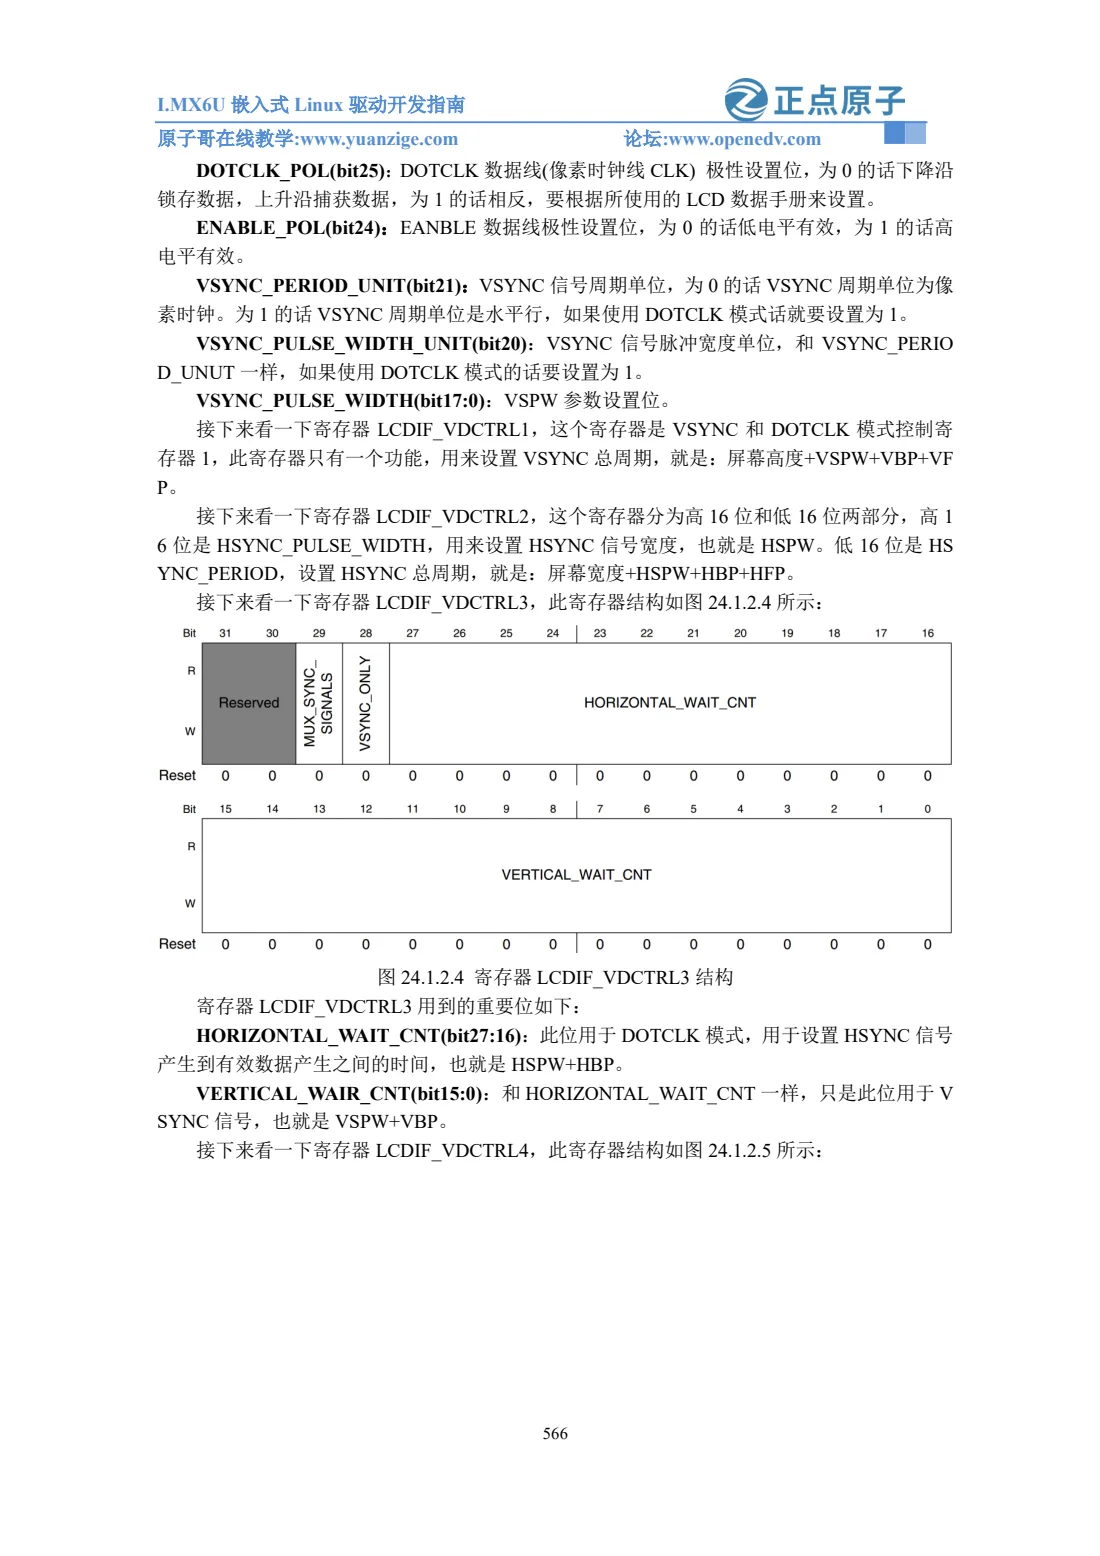 I.MX6U 嵌入式 Linux 驱动开发指南
正点原子
原子哥在线教学:www.yuanzige.com 论坛:www.openedv.com
DOTCLK_POL(bit25)：DOTCLK 数据线(像素时钟线 CLK) 极性设置位，为 0 的话下降沿
锁存数据，上升沿捕获数据，为 1 的话相反，要根据所使用的 LCD 数据手册来设置。
ENABLE_POL(bit24)：EANBLE 数据线极性设置位，为 0 的话低电平有效，为 1 的话高
电平有效。
VSYNC_PERIOD_UNIT(bit21)：VSYNC 信号周期单位，为 0 的话 VSYNC 周期单位为像
素时钟。为 1 的话 VSYNC 周期单位是水平行，如果使用 DOTCLK 模式话就要设置为 1。
VSYNC_PULSE_WIDTH_UNIT(bit20)：VSYNC 信号脉冲宽度单位，和 VSYNC_PERIO
D_UNUT 一样，如果使用 DOTCLK 模式的话要设置为 1。
VSYNC_PULSE_WIDTH(bit17:0)：VSPW 参数设置位。
接下来看一下寄存器 LCDIF_VDCTRL1，这个寄存器是 VSYNC 和 DOTCLK 模式控制寄
存器 1，此寄存器只有一个功能，用来设置 VSYNC 总周期，就是：屏幕高度+VSPW+VBP+VF
P。
接下来看一下寄存器 LCDIF_VDCTRL2，这个寄存器分为高 16 位和低 16 位两部分，高 1
6 位是 HSYNC_PULSE_WIDTH，用来设置 HSYNC 信号宽度，也就是 HSPW。低 16 位是 HS
YNC_PERIOD，设置 HSYNC 总周期，就是：屏幕宽度+HSPW+HBP+HFP。
接下来看一下寄存器 LCDIF_VDCTRL3，此寄存器结构如图 24.1.2.4 所示：
Bit 31 30 29 28 27 26 25 24 23 22 21 20 19 18 17 16
R
Reserved MUX_SYNC_SIGNALS VSYNC_ONLY HORIZONTAL_WAIT_CNT
W
Reset 0 0 0 0 0 0 0 0 0 0 0 0 0 0 0 0
Bit 15 14 13 12 11 10 9 8 7 6 5 4 3 2 1 0
R
VERTICAL_WAIT_CNT
W
Reset 0 0 0 0 0 0 0 0 0 0 0 0 0 0 0 0
图 24.1.2.4 寄存器 LCDIF_VDCTRL3 结构
寄存器 LCDIF_VDCTRL3 用到的重要位如下：
HORIZONTAL_WAIT_CNT(bit27:16)：此位用于 DOTCLK 模式，用于设置 HSYNC 信号
产生到有效数据产生之间的时间，也就是 HSPW+HBP。
VERTICAL_WAIR_CNT(bit15:0)：和 HORIZONTAL_WAIT_CNT 一样，只是此位用于 V
SYNC 信号，也就是 VSPW+VBP。
接下来看一下寄存器 LCDIF_VDCTRL4，此寄存器结构如图 24.1.2.5 所示：
566